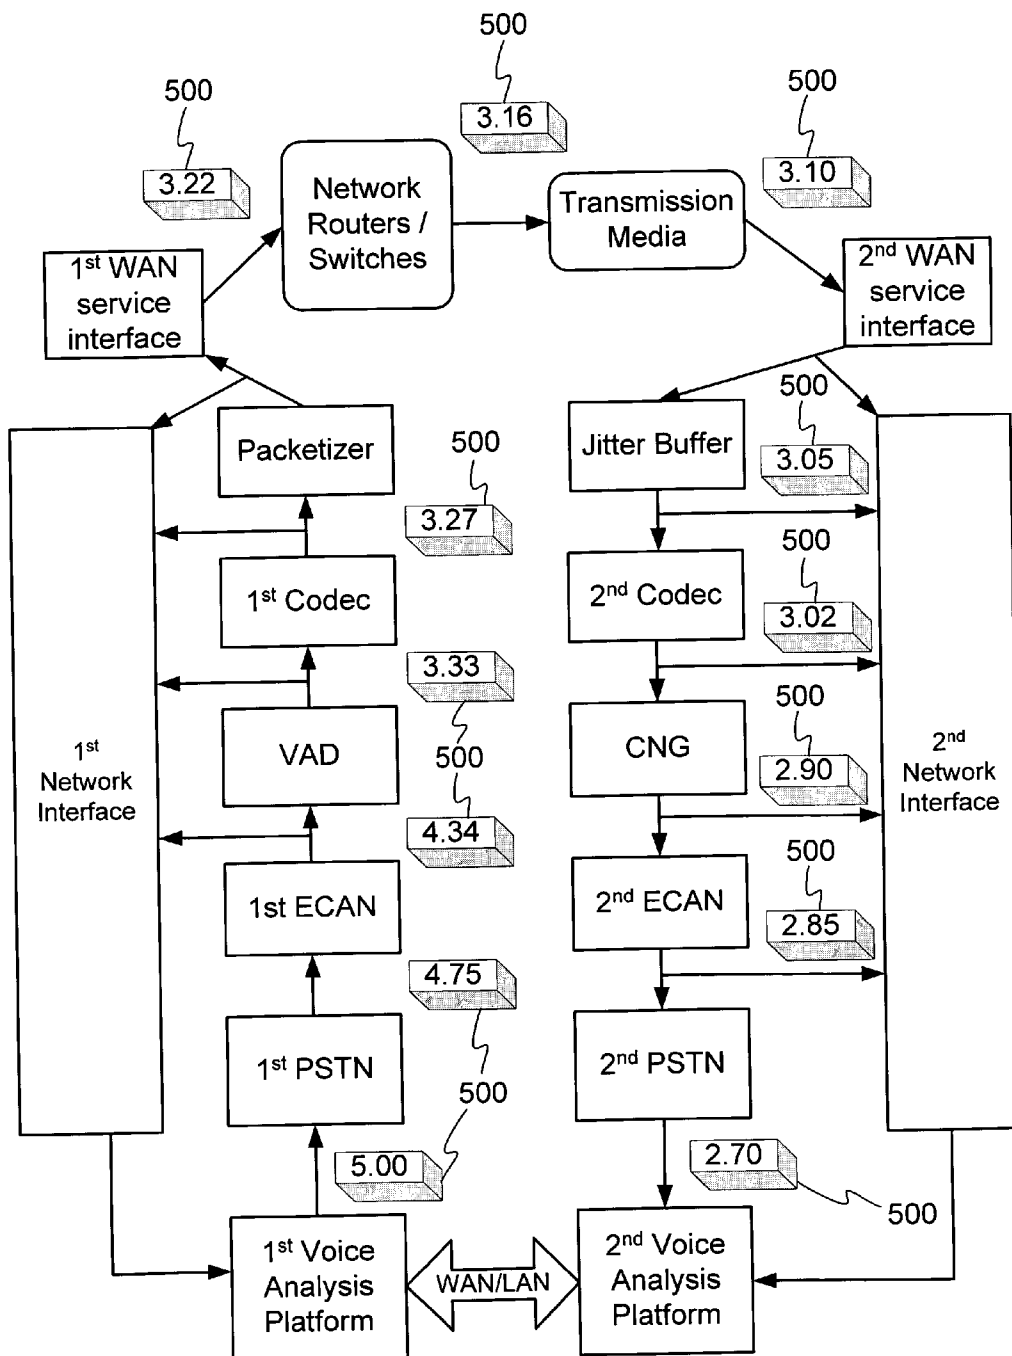 500
500
500
3.16
3.22
3.10
Network
Routers /
Switches
Transmission
Media
1st WAN
service
interface
2nd WAN
service
interface
500
Packetizer
Jitter Buffer
500
3.05
3.27
500
1st Codec
2nd Codec
3.02
3.33
500
500
VAD
CNG
2.90
1st
Network
Interface
2nd
Network
Interface
4.34
500
1st ECAN
2nd ECAN
2.85
4.75
1st PSTN
2nd PSTN
500
5.00
2.70
500
1st Voice
Analysis
Platform
WAN/LAN
2nd Voice
Analysis
Platform